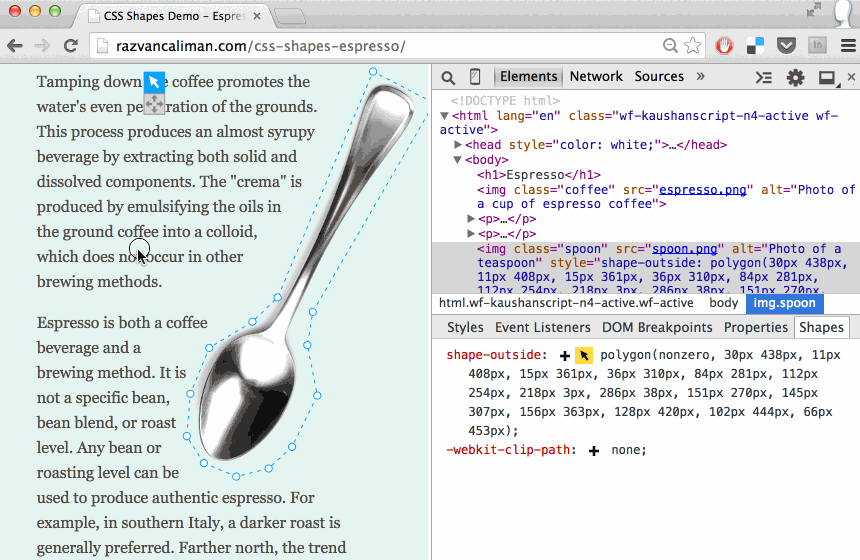 CSS Shapes Demo – Espres
razvancaliman.com/css-shapes-espresso/
Tamping down coffee promotes the
water's even pe ration of the grounds.
This process produces an almost syrupy
beverage by extracting both solid and
dissolved components. The "crema" is
produced by emulsifying the oils in
the ground coffee into a colloid,
which does not occur in other
brewing methods.
Espresso is both a coffee
beverage and a
brewing method. It is
not a specific bean,
bean blend, or roast
level. Any bean or
roasting level can be
used to produce authentic espresso. For
example, in southern Italy, a darker roast is
generally preferred. Farther north, the trend
Elements Network Sources »
<!DOCTYPE html>
▼<html lang="en" class="wf-kaushanscript-n4-active wf-
active">
▶<head style="color: white;">…</head>
▼<body>
<h1>Espresso</h1>
<img class="coffee" src="espresso.png" alt="Photo of
a cup of espresso coffee">
▶<p>…</p>
▶<p>…</p>
<img class="spoon" src="spoon.png" alt="Photo of a
teaspoon" style="shape-outside: polygon(30px 438px,
11px 408px, 15px 361px, 36px 310px, 84px 281px,
112px 254px, 218px 3px, 286px 38px, 151px 270px,
html.wf-kaushanscript-n4-active.wf-active body img.spoon
Styles Event Listeners DOM Breakpoints Properties Shapes
shape-outside: polygon(nonzero, 30px 438px, 11px
408px, 15px 361px, 36px 310px, 84px 281px, 112px
254px, 218px 3px, 286px 38px, 151px 270px, 145px
307px, 156px 363px, 128px 420px, 102px 444px, 66px
453px);
-webkit-clip-path: none;